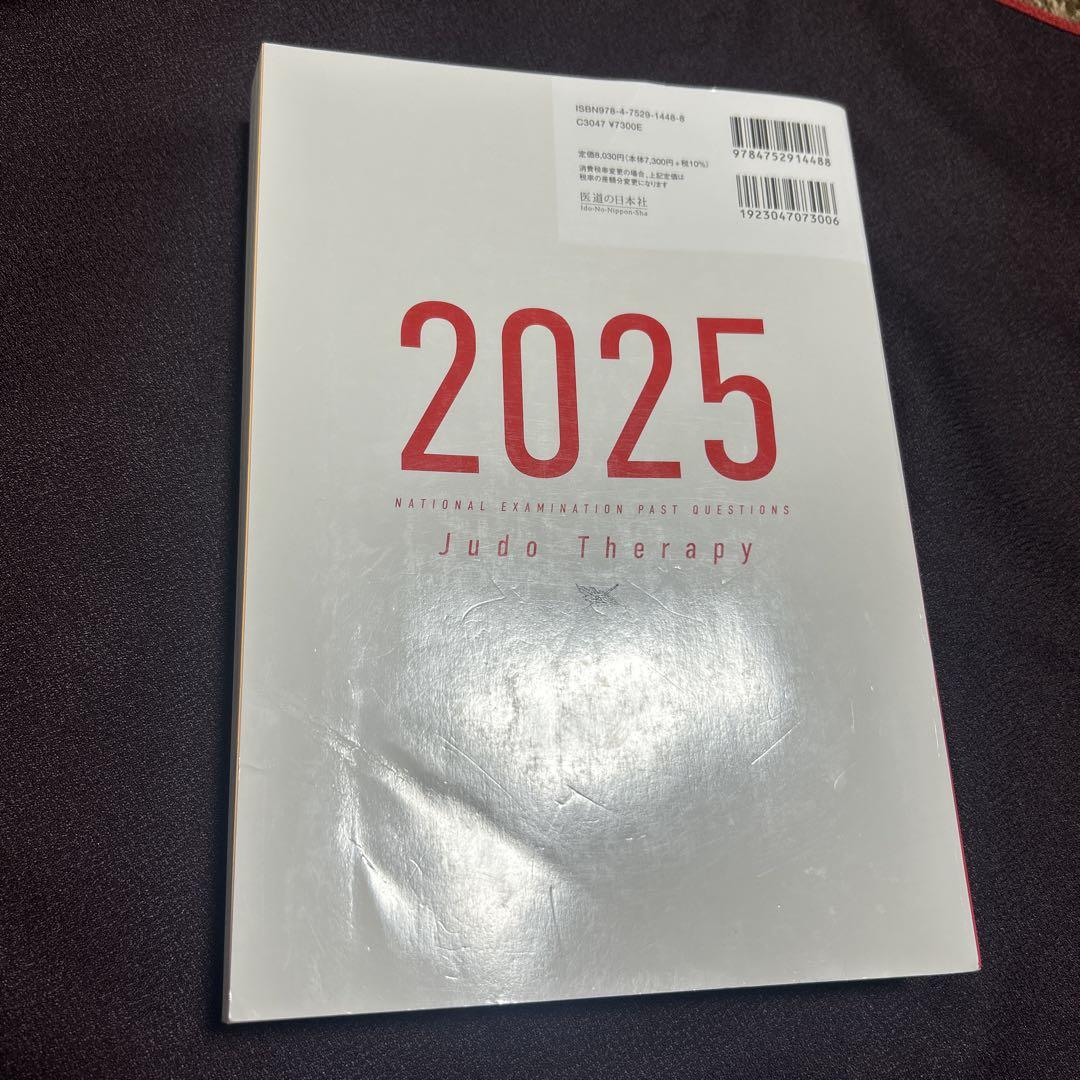 ISBN978-4-7529-1448-8
C3047 ¥7300E
9784752914488
定価8,030円(本体7,300円+税10%)
消費税率変更の場合、上記定価は
税率の差額分変更になります
1923047073006
医道の日本社
Ido-No-Nippon-Sha
2025
NATIONAL EXAMINATION PAST QUESTIONS
Judo Therapy